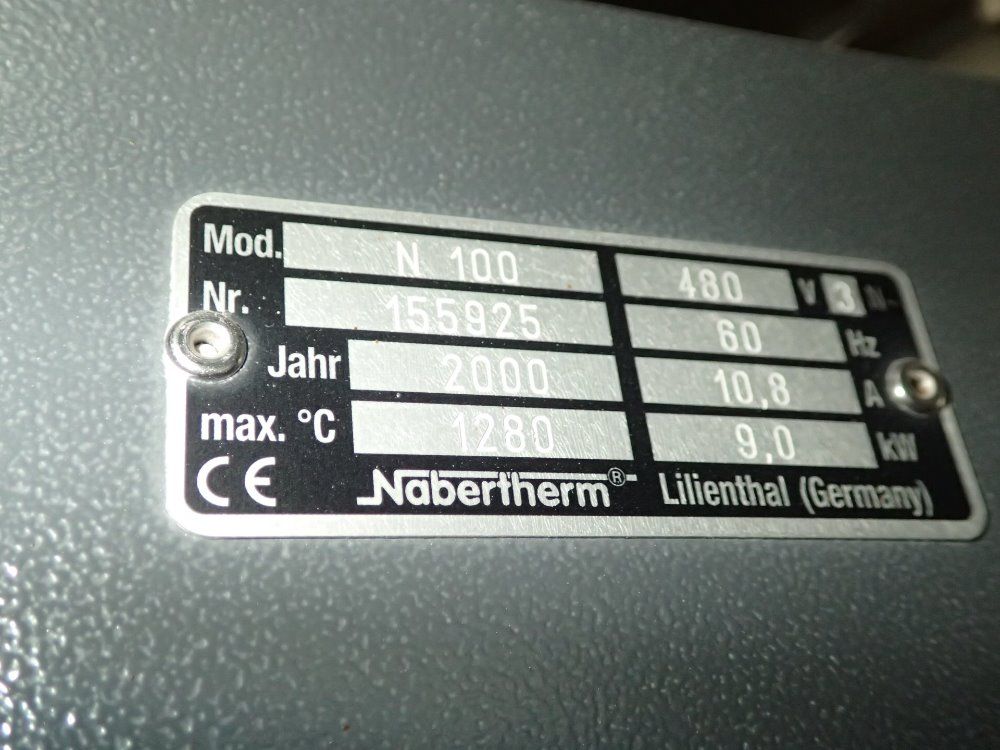 Mod. N 100 480 V 3 N~
Nr. 155925 60 Hz
Jahr 2000 10,8 A
max. °C 1280 9,0 kW
CE Nabertherm® Lilienthal (Germany)